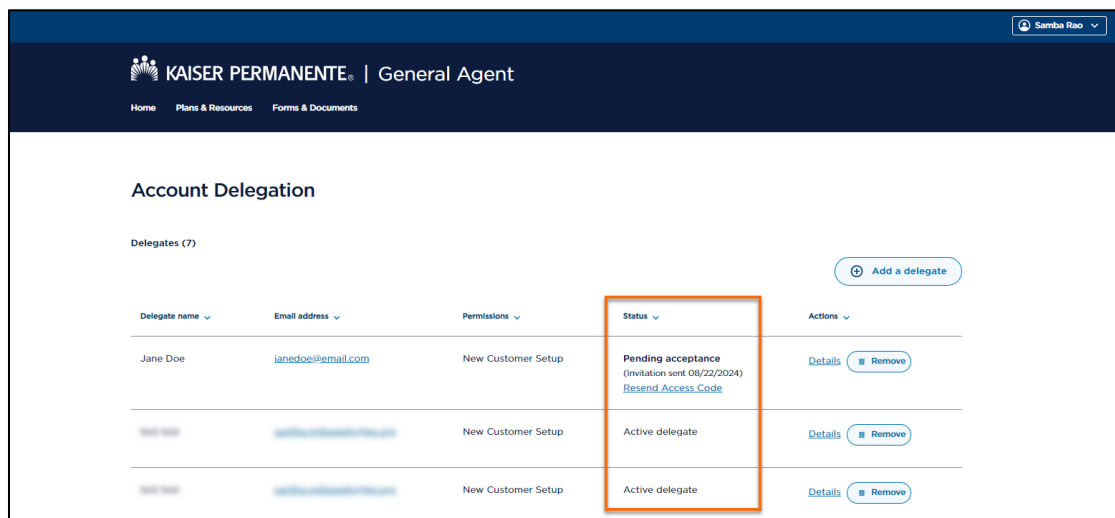 Samba Rao
KAISER PERMANENTE® | General Agent
Home Plans & Resources Forms & Documents
Account Delegation
Delegates (7)
Add a delegate
Delegate name Email address Permissions Status Actions
Jane Doe janedoe@email.com New Customer Setup Pending acceptance Details Remove
(Invitation sent 08/22/2024)
Resend Access Code
New Customer Setup Active delegate Details Remove
New Customer Setup Active delegate Details Remove